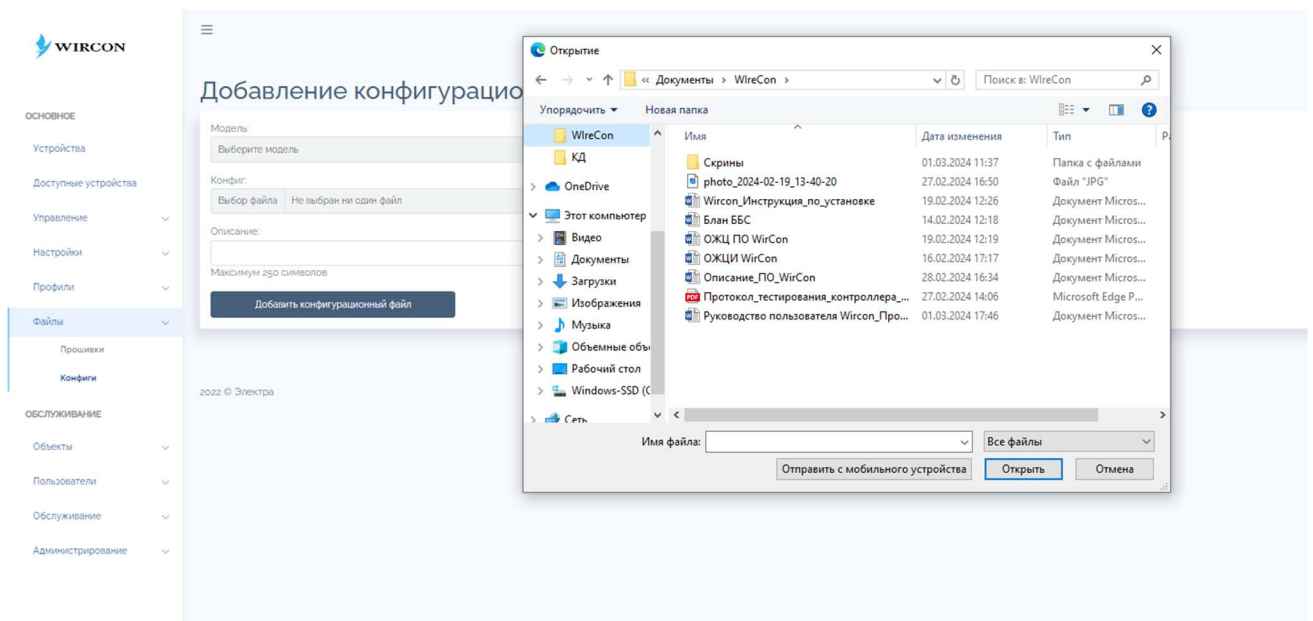 WIRCON
ОСНОВНОЕ
Устройства
Доступные устройства
Управление
Настройки
Профили
Файлы
Прошивки
Конфиги
ОБСЛУЖИВАНИЕ
Объекты
Пользователи
Обслуживание
Администрирование
Добавление конфигурацио
Модель:
Выберите модель
Конфиг:
Выбор файла Не выбран ни один файл
Описание:
Максимум 250 символов
Добавить конфигурационный файл
2022 © Электра
Открытие
« Документы › WIreCon ›
Поиск в: WIreCon
Упорядочить Новая папка
WIreCon
КД
OneDrive
Этот компьютер
Видео
Документы
Загрузки
Изображения
Музыка
Объемные объ
Рабочий стол
Windows-SSD (C
Сеть
Имя Дата изменения Тип Р
Скрины 01.03.2024 11:37 Папка с файлами
photo_2024-02-19_13-40-20 27.02.2024 16:50 Файл "JPG"
Wircon_Инструкция_по_установке 19.02.2024 12:26 Документ Micros...
Блан ББС 14.02.2024 12:18 Документ Micros...
ОЖЦ ПО WirCon 19.02.2024 12:19 Документ Micros...
ОЖЦИ WirCon 16.02.2024 17:17 Документ Micros...
Описание_ПО_WirCon 28.02.2024 16:34 Документ Micros...
PDF Протокол_тестирования_контроллера_... 27.02.2024 14:06 Microsoft Edge P...
Руководство пользователя Wircon_Про... 01.03.2024 17:46 Документ Micros...
Имя файла:
Все файлы
Отправить с мобильного устройства Открыть Отмена